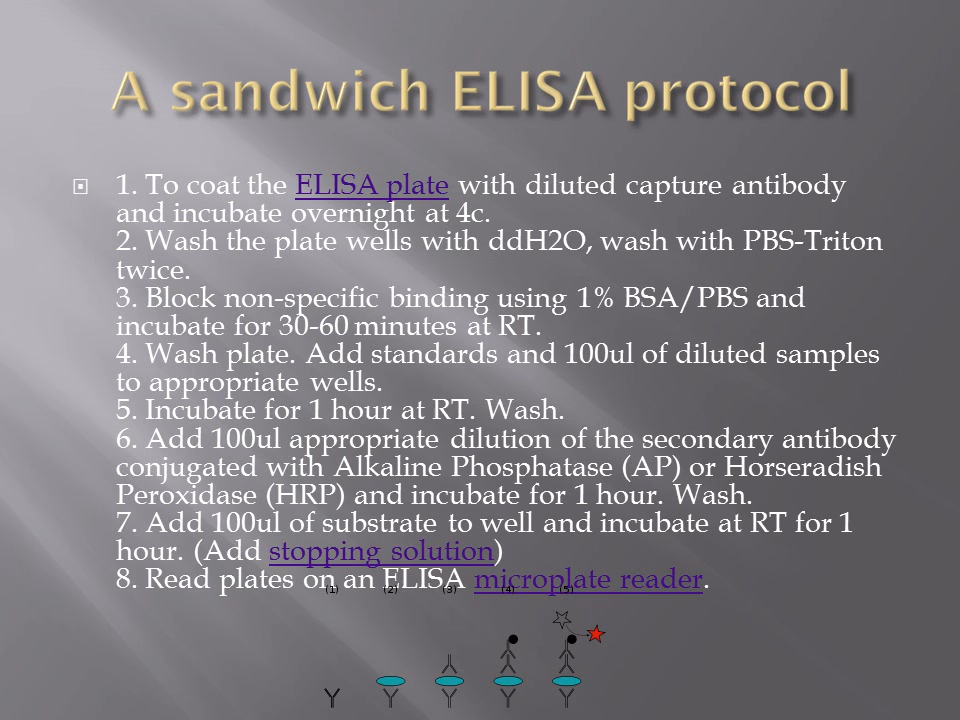 A sandwich ELISA protocol
1. To coat the ELISA plate with diluted capture antibody
and incubate overnight at 4c.
2. Wash the plate wells with ddH2O, wash with PBS-Triton
twice.
3. Block non-specific binding using 1% BSA/PBS and
incubate for 30-60 minutes at RT.
4. Wash plate. Add standards and 100ul of diluted samples
to appropriate wells.
5. Incubate for 1 hour at RT. Wash.
6. Add 100ul appropriate dilution of the secondary antibody
conjugated with Alkaline Phosphatase (AP) or Horseradish
Peroxidase (HRP) and incubate for 1 hour. Wash.
7. Add 100ul of substrate to well and incubate at RT for 1
hour. (Add stopping solution)
8. Read plates on an ELISA microplate reader.
(1) (2) (3) (4) (5)